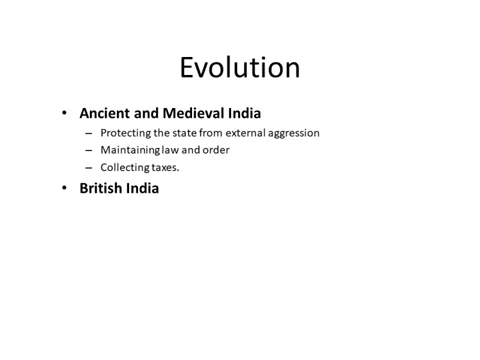 Evolution
• Ancient and Medieval India
– Protecting the state from external aggression
– Maintaining law and order
– Collecting taxes.
• British India